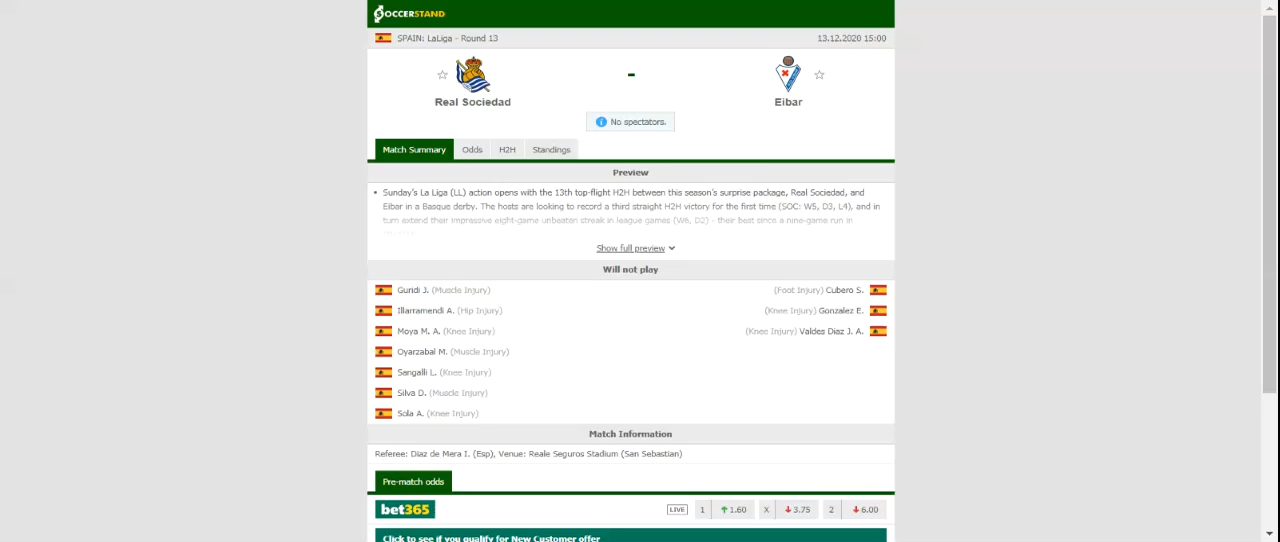 SOCCERSTAND
SPAIN: LaLiga - Round 13
13.12.2020 15:00
-
Real Sociedad
Eibar
No spectators.
Match Summary
Odds
H2H
Standings
Preview
Sunday's La Liga (LL) action opens with the 13th top-flight H2H between this season's surprise package, Real Sociedad, and
Eibar in a Basque derby. The hosts are looking to record a third straight H2H victory for the first time (SOC: W5, D3, L4), and in
turn extend their impressive eight-game unbeaten streak in league games (W6, D2) - their best since a nine-game run in
Show full preview
Will not play
Guridi J. (Muscle Injury)
(Foot Injury) Cubero S.
Illarramendi A. (Hip Injury)
(Knee Injury) Gonzalez E.
Moya M. A. (Knee Injury)
(Knee Injury) Valdes Diaz J. A.
Oyarzabal M. (Muscle Injury)
Sangalli L. (Knee Injury)
Silva D. (Muscle Injury)
Sola A. (Knee Injury)
Match Information
Referee: Diaz de Mera I. (Esp), Venue: Reale Seguros Stadium (San Sebastian)
Pre-match odds
bet365
LIVE
1
1.60
X
3.75
2
6.00
Click to see if you qualify for New Customer offer